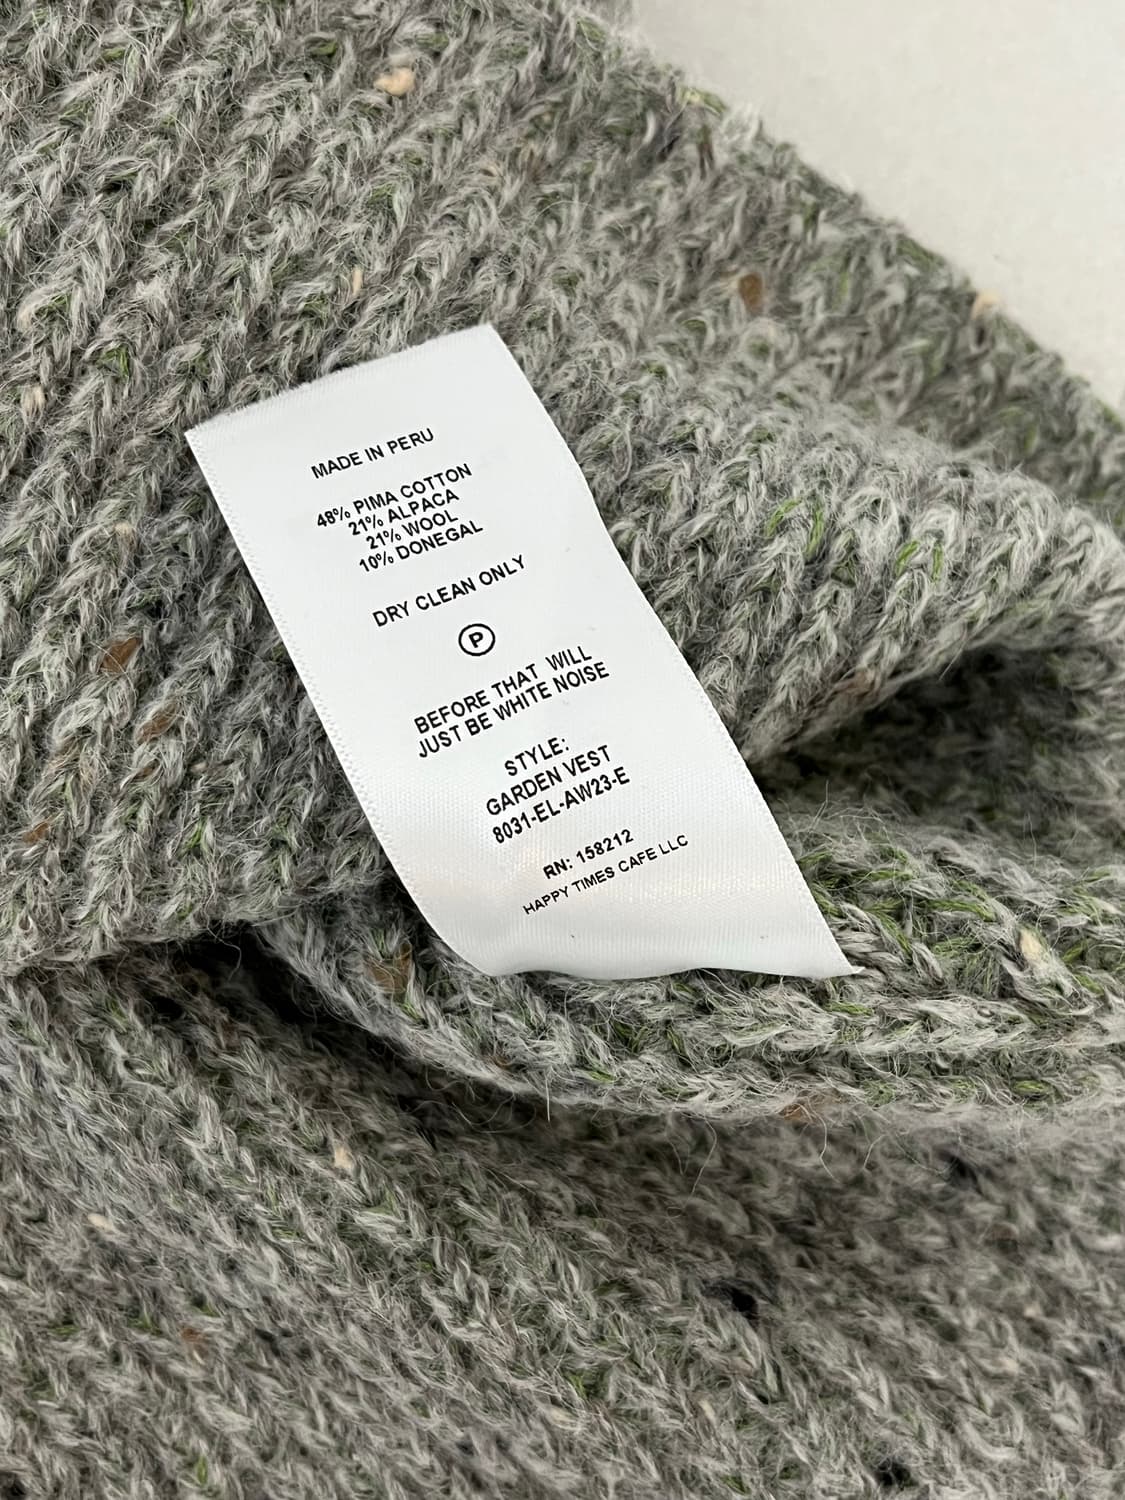 MADE IN PERU
48% PIMA COTTON
21% ALPACA
21% WOOL
10% DONEGAL
DRY CLEAN ONLY
P
BEFORE THAT WILL
JUST BE WHITE NOISE
STYLE:
GARDEN VEST
8031-EL-AW23-E
RN: 158212
HAPPY TIMES CAFE LLC